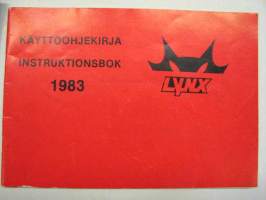 KÄYTTÖOHJEKIRJA
INSTRUKTIONSBOK
1983
LYNX